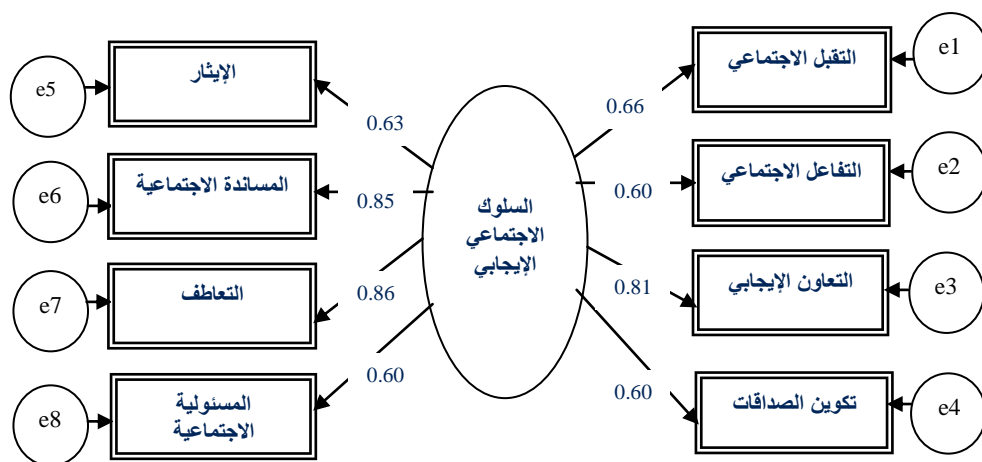 التقبل الاجتماعي
e1
0.66
التفاعل الاجتماعي
e2
0.60
التعاون الإيجابي
e3
0.81
تكوين الصداقات
e4
0.60
السلوك
الاجتماعي
الإيجابي
الإيثار
e5
0.63
المساندة الاجتماعية
e6
0.85
التعاطف
e7
0.86
المسئولية
الاجتماعية
e8
0.60